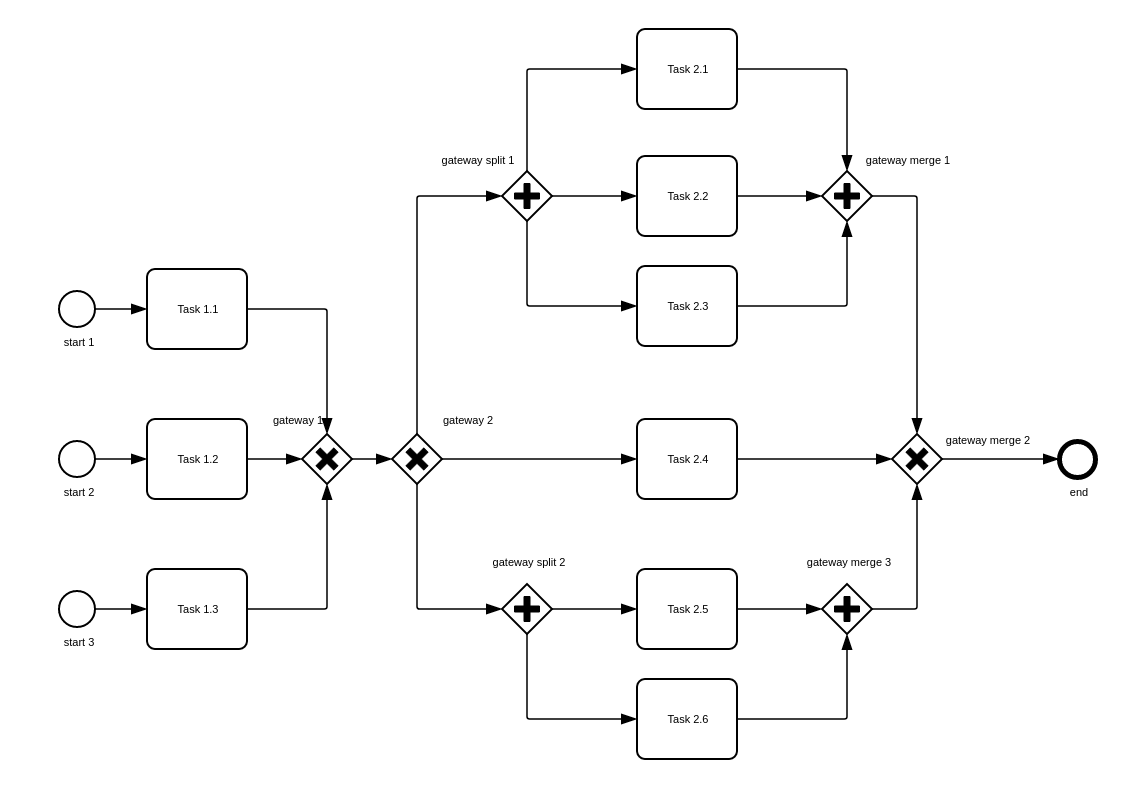 Task 2.1
gateway split 1
gateway merge 1
Task 2.2
Task 2.3
Task 1.1
start 1
gateway 1
gateway 2
Task 1.2
Task 2.4
gateway merge 2
start 2
end
gateway split 2
gateway merge 3
Task 1.3
Task 2.5
start 3
Task 2.6